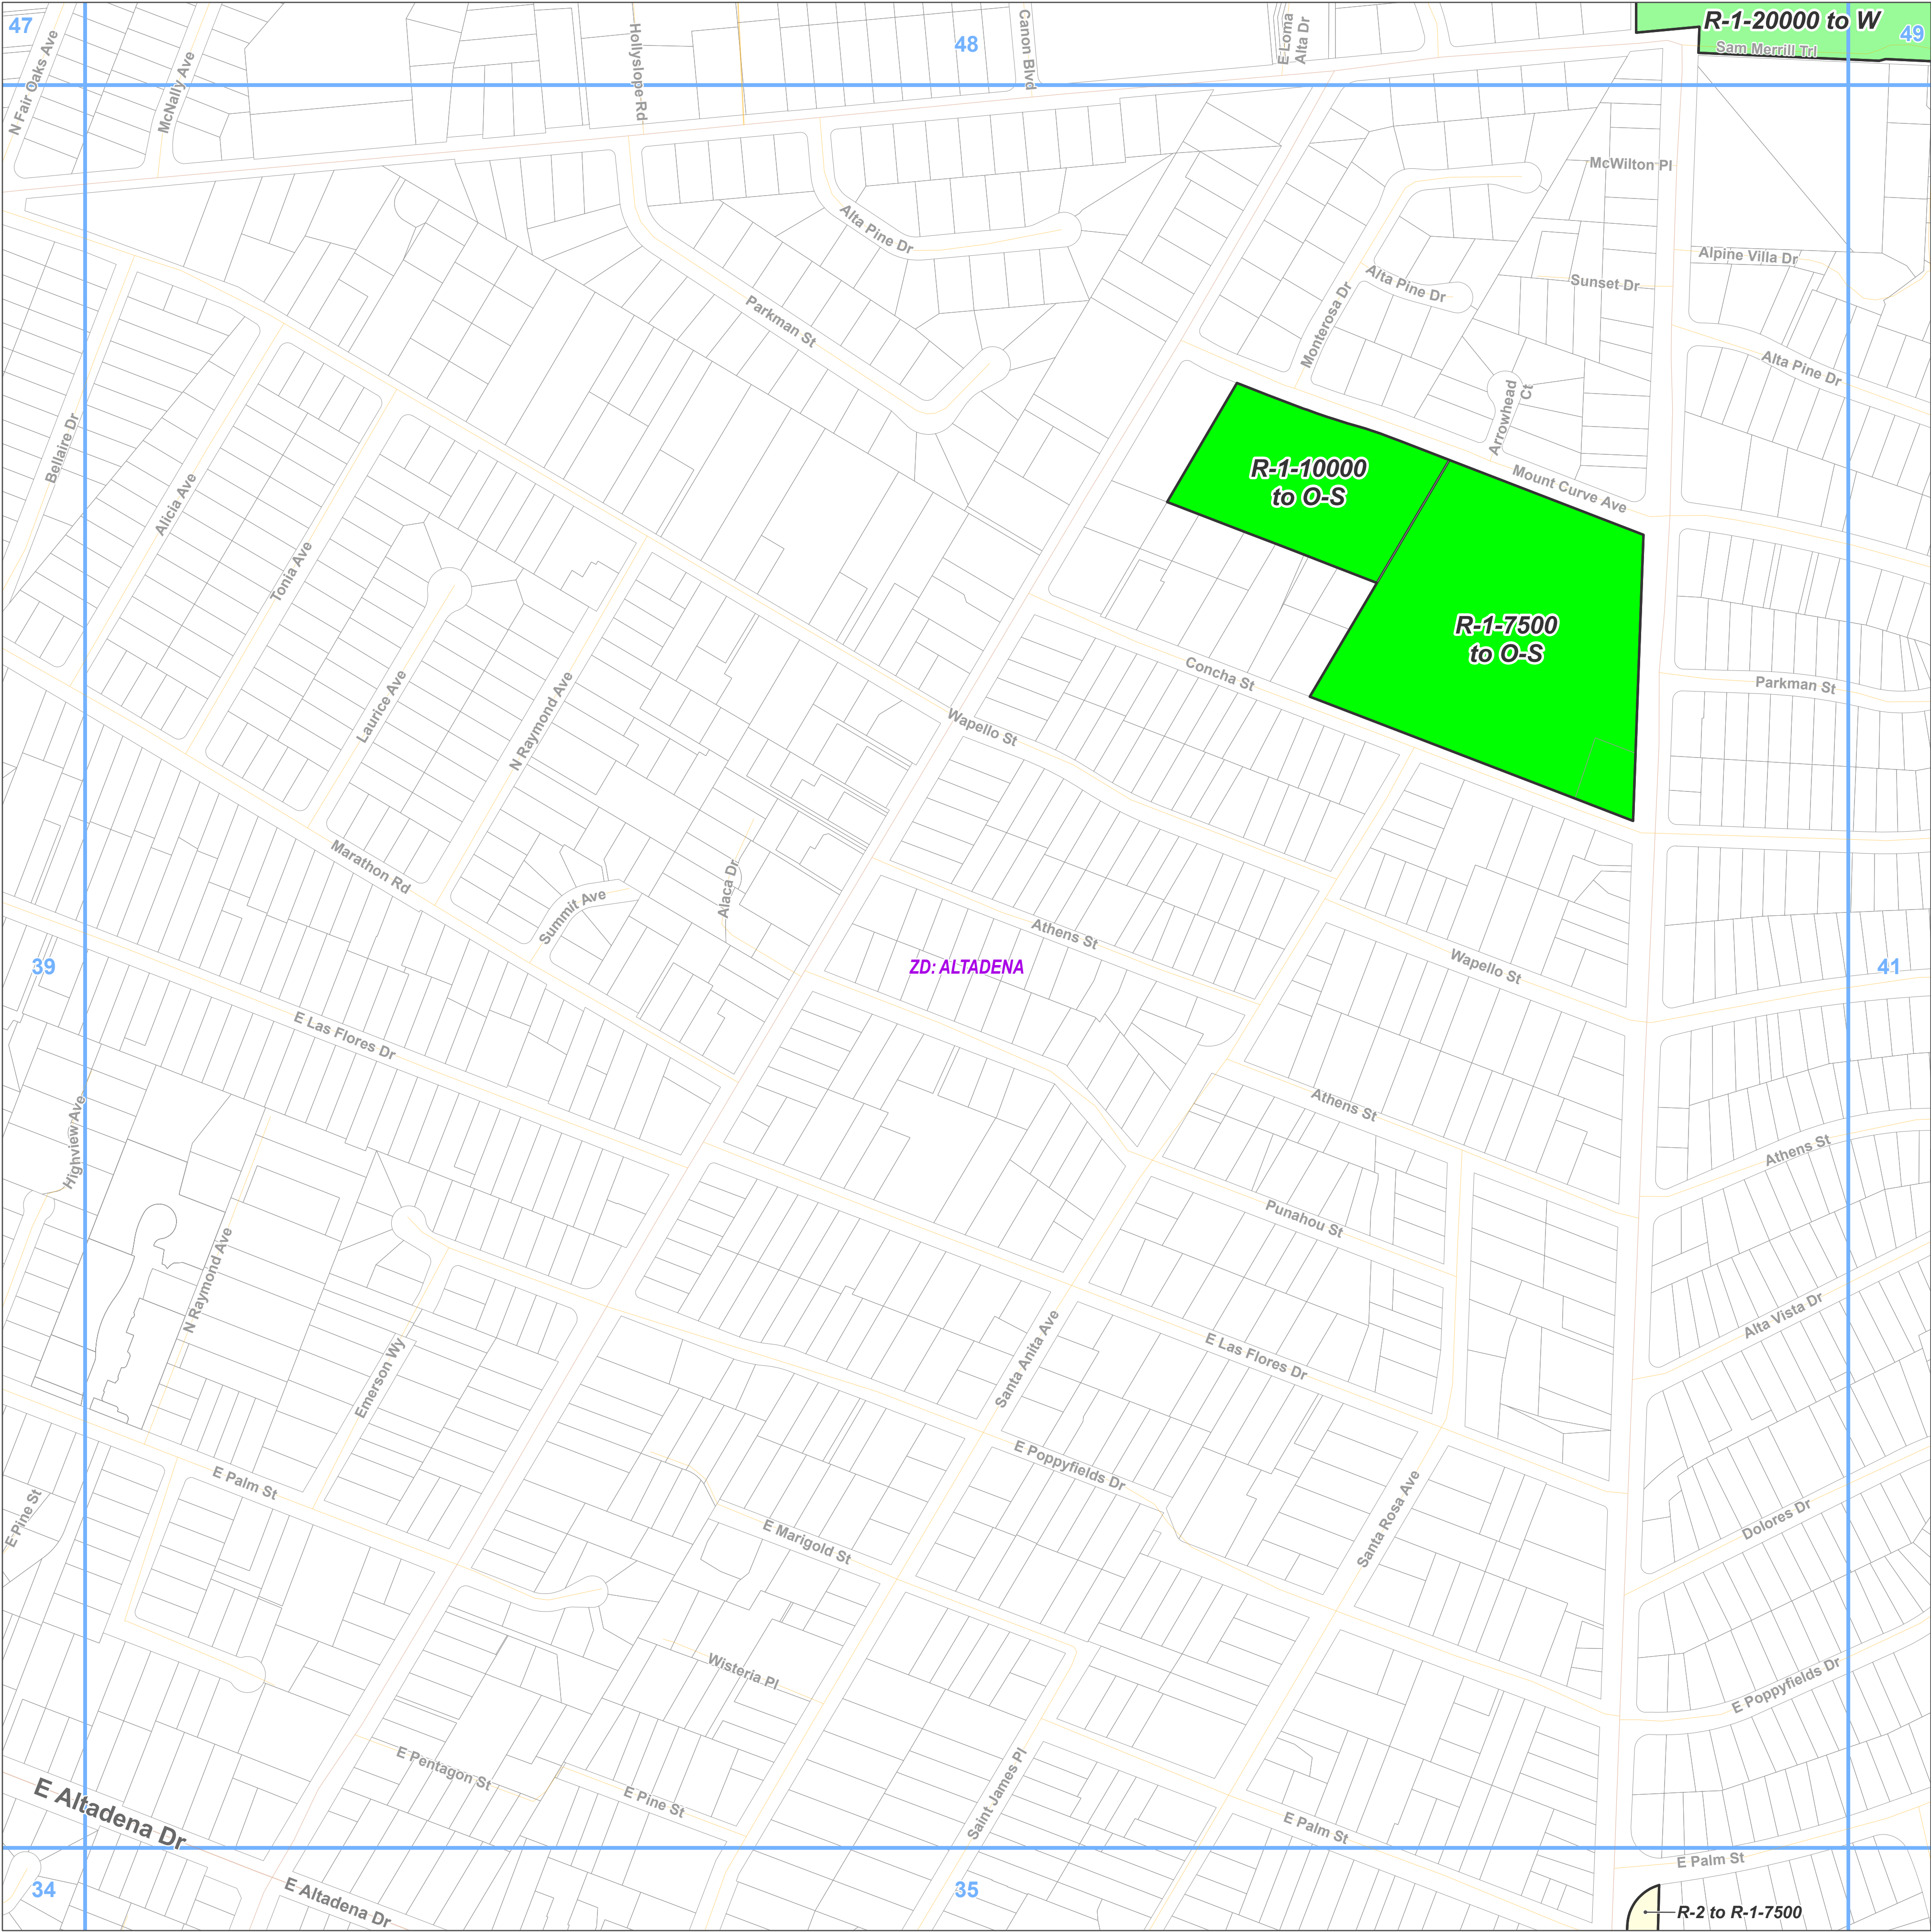 47
48
49
R-1-20000 to W
Sam Merrill Trl
N Fair Oaks Ave
McNally Ave
Hollyslope Rd
Canon Blvd
E Loma
Alta Dr
McWilton Pl
Alta Pine Dr
Alpine Villa Dr
Alta Pine Dr
Sunset Dr
Monterosa Dr
Parkman St
Alta Pine Dr
Arrowhead
Ct
Bellaire Dr
Alicia Ave
R-1-10000
to O-S
Mount Curve Ave
Tonia Ave
R-1-7500
to O-S
Laurice Ave
N Raymond Ave
Concha St
Parkman St
Wapello St
Marathon Rd
Summit Ave
Alaca Dr
Athens St
39
ZD: ALTADENA
Wapello St
41
E Las Flores Dr
Highview Ave
Athens St
Athens St
N Raymond Ave
Punahou St
Alta Vista Dr
Emerson Wy
Santa Anita Ave
E Las Flores Dr
E Palm St
E Pine St
E Poppyfields Dr
Santa Rosa Ave
Dolores Dr
E Marigold St
Wisteria Pl
E Poppyfields Dr
E Pentagon St
E Pine St
Saint James Pl
E Altadena Dr
E Palm St
E Palm St
34
E Altadena Dr
35
R-2 to R-1-7500